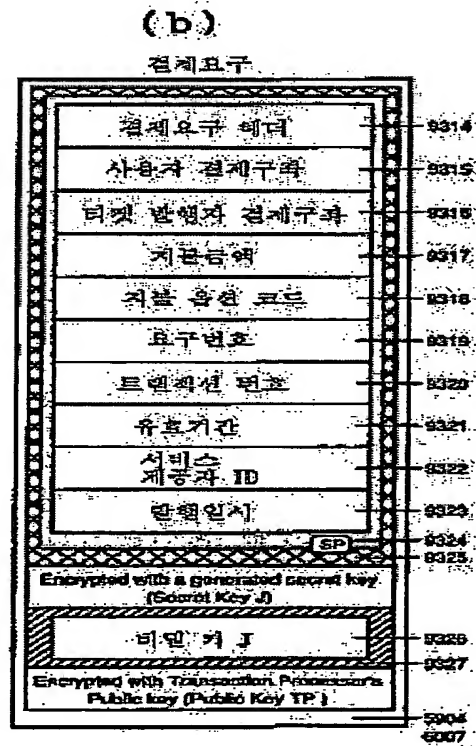 (b)
결제요구
결제요구 헤더
9314
사용자 결제구좌
9315
티켓 발행자 결제구좌
9316
지불금액
9317
지불 옵션 코드
9318
요구번호
9319
트랜잭션 번호
9320
유효기간
9321
서비스
제공자 ID
9322
발행일시
9323
SP
9324
9325
Encrypted with a generated secret key
(Secret Key J)
비밀 키 J
9326
9327
Encrypted with Transaction Processor's
Public key (Public Key TP)
5904
6007